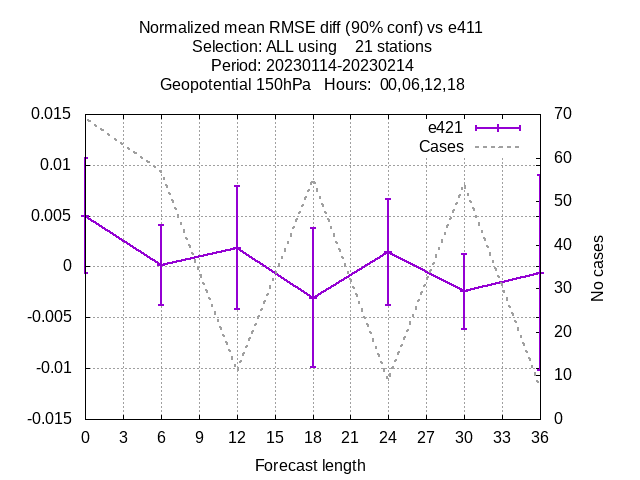 Normalized mean RMSE diff (90% conf) vs e411
Selection: ALL using    21 stations
Period: 20230114-20230214
Geopotential 150hPa   Hours:  00,06,12,18
e421
Cases
0.015
0.01
0.005
0
-0.005
-0.01
-0.015
70
60
50
40
30
20
10
0
No cases
0 3 6 9 12 15 18 21 24 27 30 33 36
Forecast length